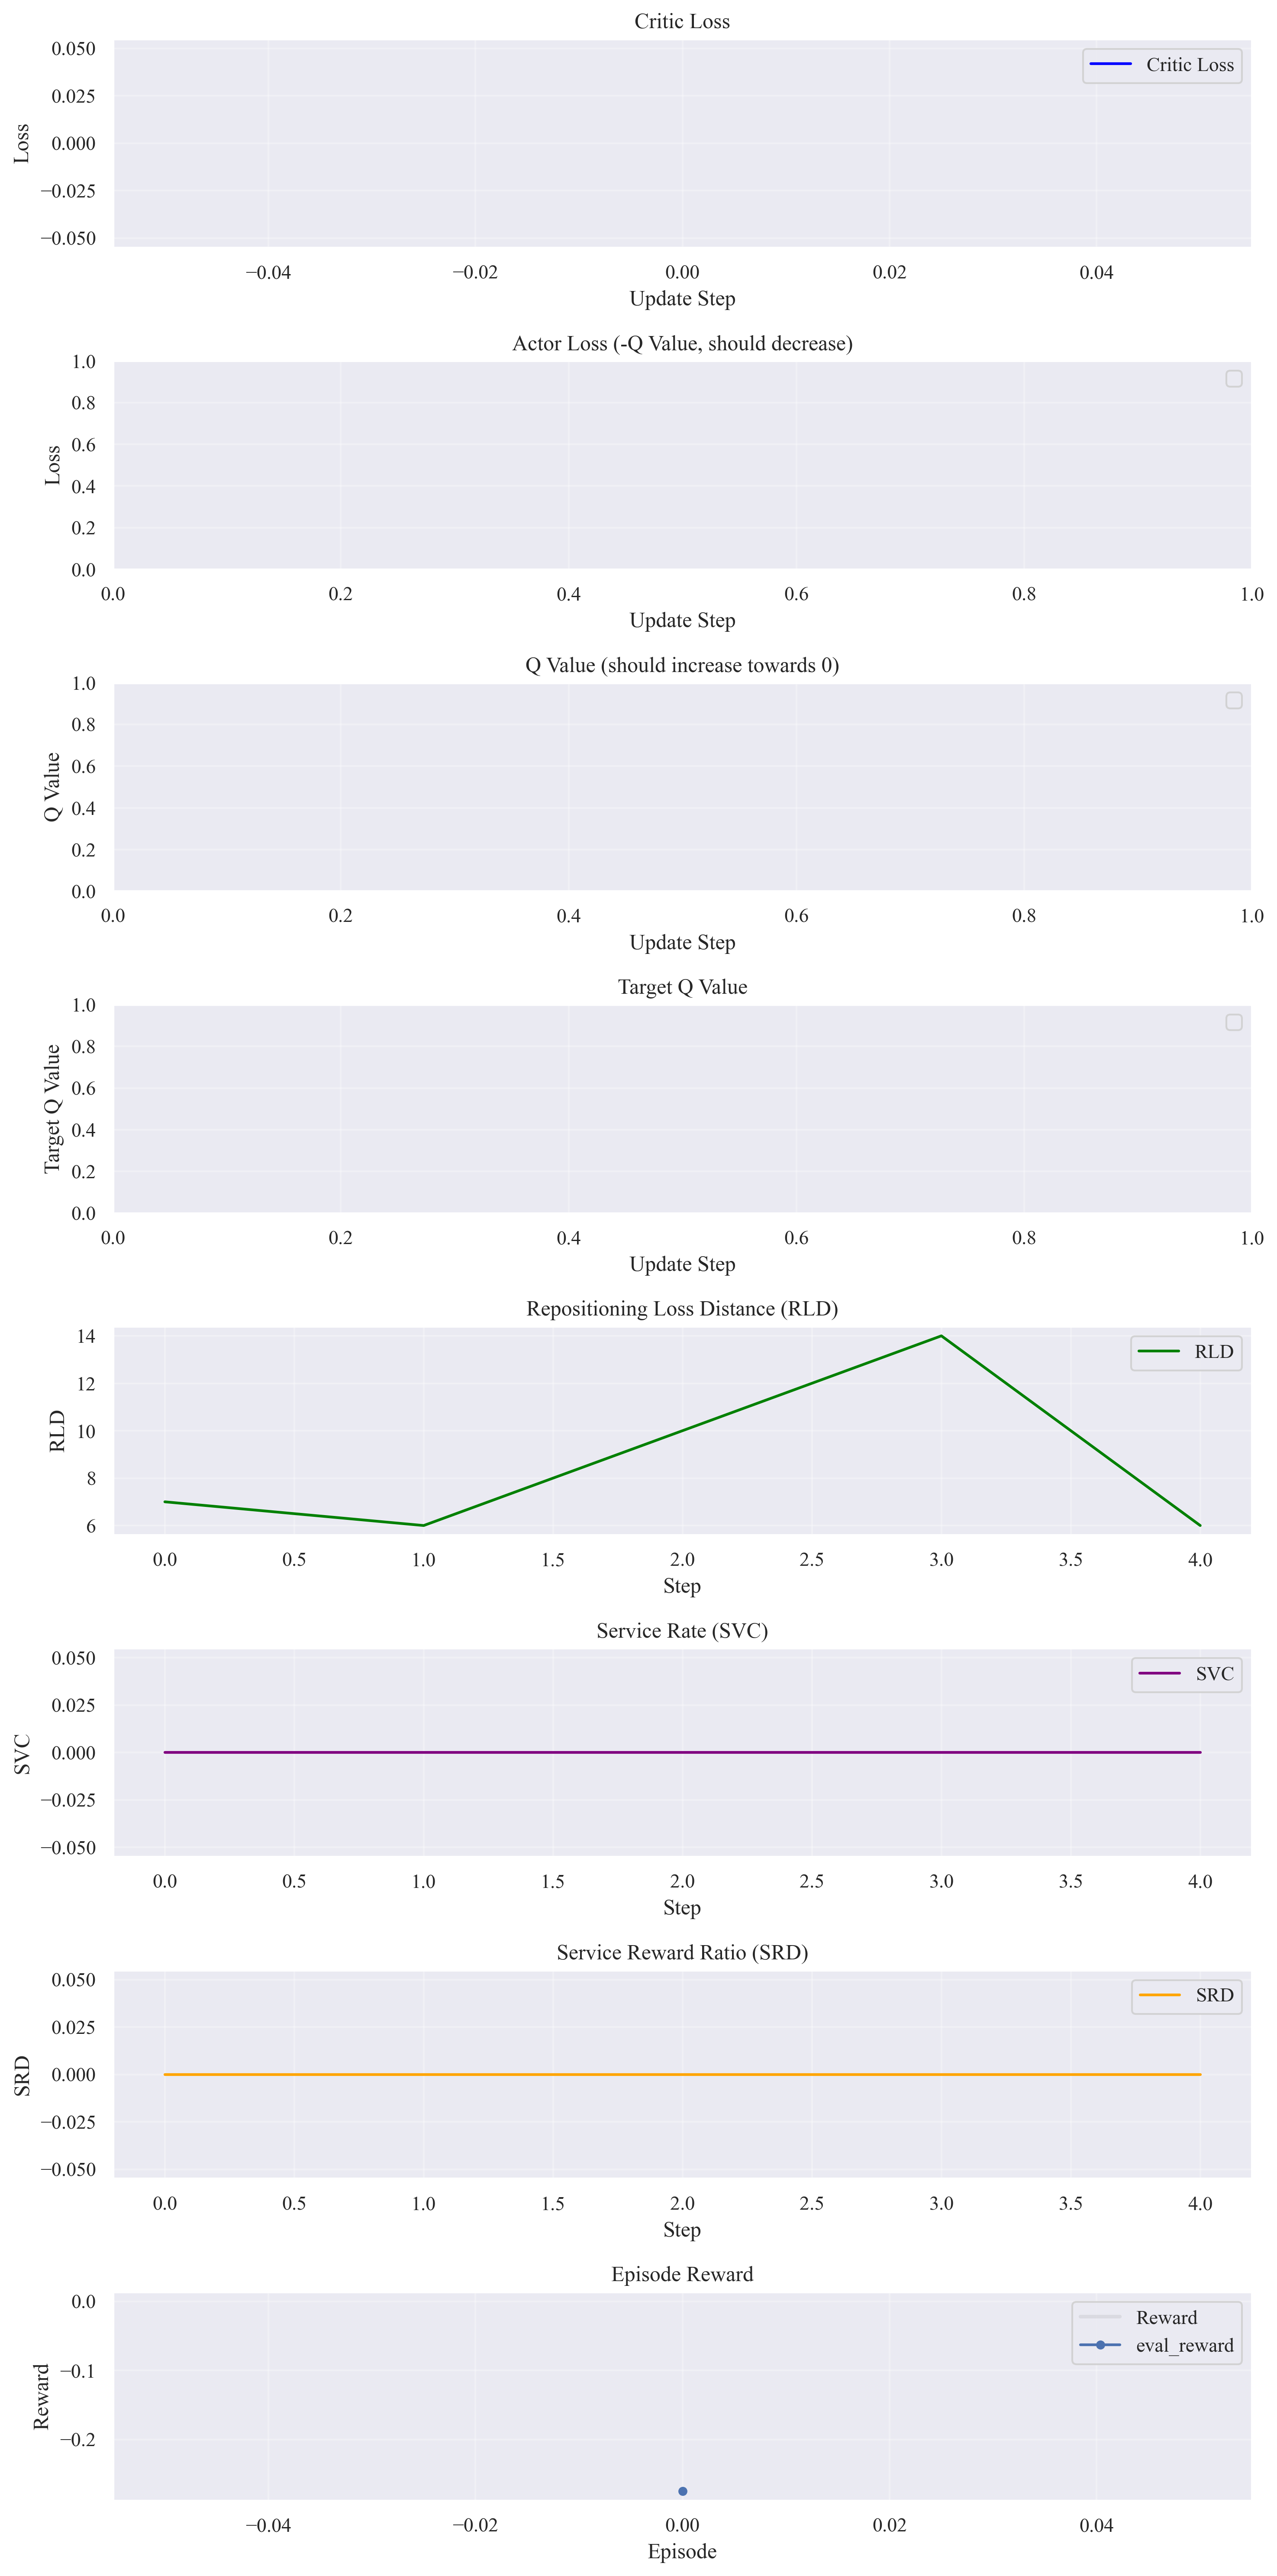 Critic Loss
0.050
0.025
0.000
−0.025
−0.050
Loss
Critic Loss
−0.04 −0.02 0.00 0.02 0.04
Update Step
Actor Loss (-Q Value, should decrease)
1.0
0.8
0.6
0.4
0.2
0.0
Loss
0.0 0.2 0.4 0.6 0.8 1.0
Update Step
Q Value (should increase towards 0)
1.0
0.8
0.6
0.4
0.2
0.0
Q Value
0.0 0.2 0.4 0.6 0.8 1.0
Update Step
Target Q Value
1.0
0.8
0.6
0.4
0.2
0.0
Target Q Value
0.0 0.2 0.4 0.6 0.8 1.0
Update Step
Repositioning Loss Distance (RLD)
14
12
10
8
6
RLD
RLD
0.0 0.5 1.0 1.5 2.0 2.5 3.0 3.5 4.0
Step
Service Rate (SVC)
0.050
0.025
0.000
−0.025
−0.050
SVC
SVC
0.0 0.5 1.0 1.5 2.0 2.5 3.0 3.5 4.0
Step
Service Reward Ratio (SRD)
0.050
0.025
0.000
−0.025
−0.050
SRD
SRD
0.0 0.5 1.0 1.5 2.0 2.5 3.0 3.5 4.0
Step
Episode Reward
0.0
−0.1
−0.2
Reward
Reward
eval_reward
−0.04 −0.02 0.00 0.02 0.04
Episode